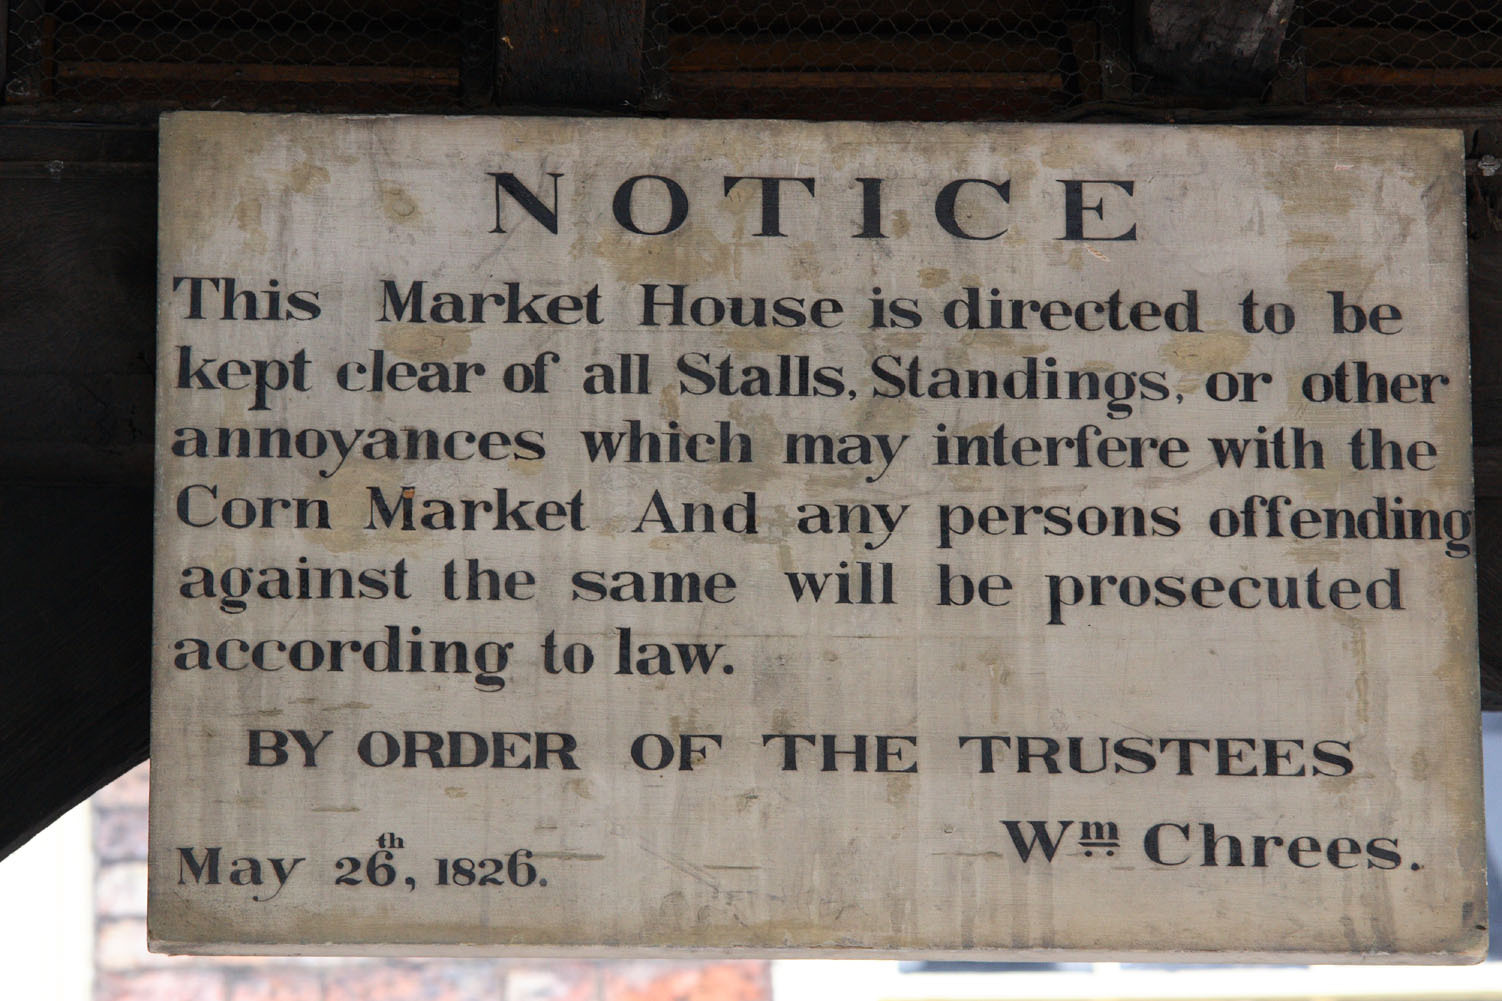 NOTICE
This Market House is directed to be
kept clear of all Stalls, Standings, or other
annoyances which may interfere with the
Corn Market And any persons offending
against the same will be prosecuted
according to law.
BY ORDER OF THE TRUSTEES
Wm Chrees.
May 26th, 1826.